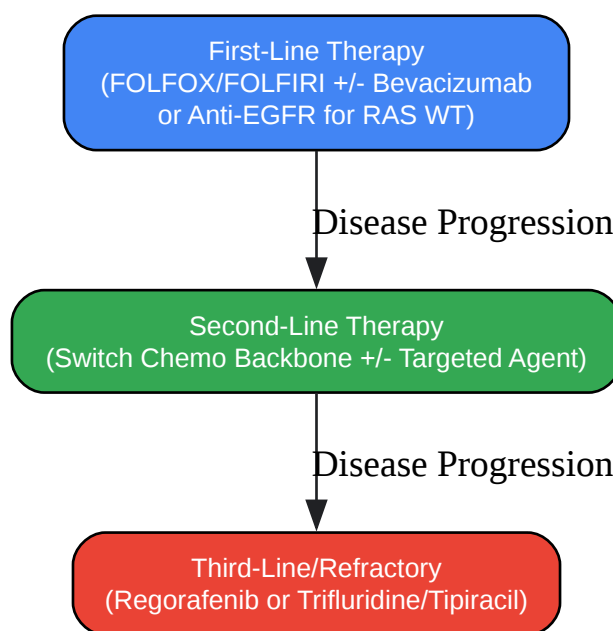 First-Line Therapy
(FOLFOX/FOLFIRI +/- Bevacizumab
or Anti-EGFR for RAS WT)
Disease Progression
Second-Line Therapy
(Switch Chemo Backbone +/- Targeted Agent)
Disease Progression
Third-Line/Refractory
(Regorafenib or Trifluridine/Tipiracil)